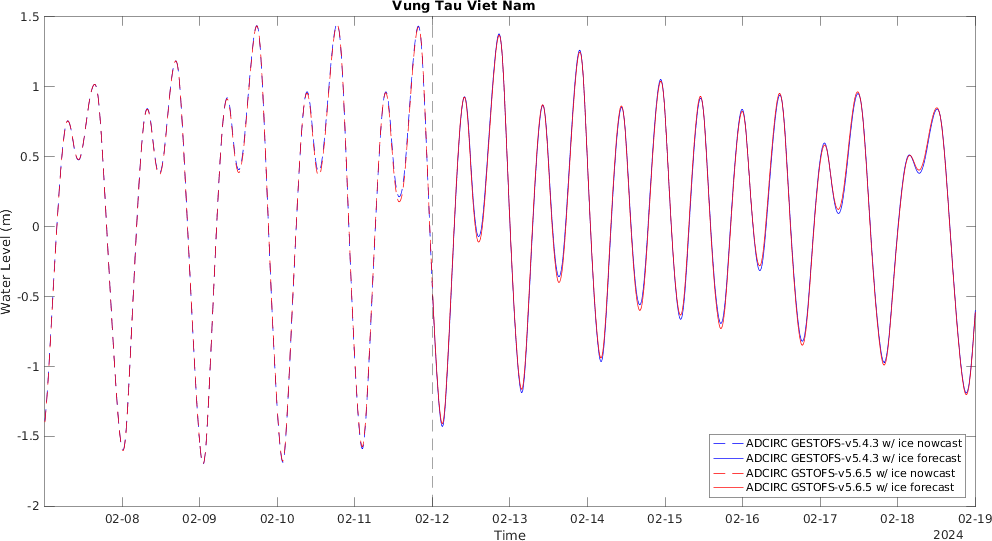 Vung Tau Viet Nam
1.5
1
0.5
0
-0.5
-1
-1.5
-2
Water Level (m)
02-08 02-09 02-10 02-11 02-12 02-13 02-14 02-15 02-16 02-17 02-18 02-19
Time
2024
ADCIRC GESTOFS-v5.4.3 w/ ice nowcast
ADCIRC GESTOFS-v5.4.3 w/ ice forecast
ADCIRC GSTOFS-v5.6.5 w/ ice nowcast
ADCIRC GSTOFS-v5.6.5 w/ ice forecast